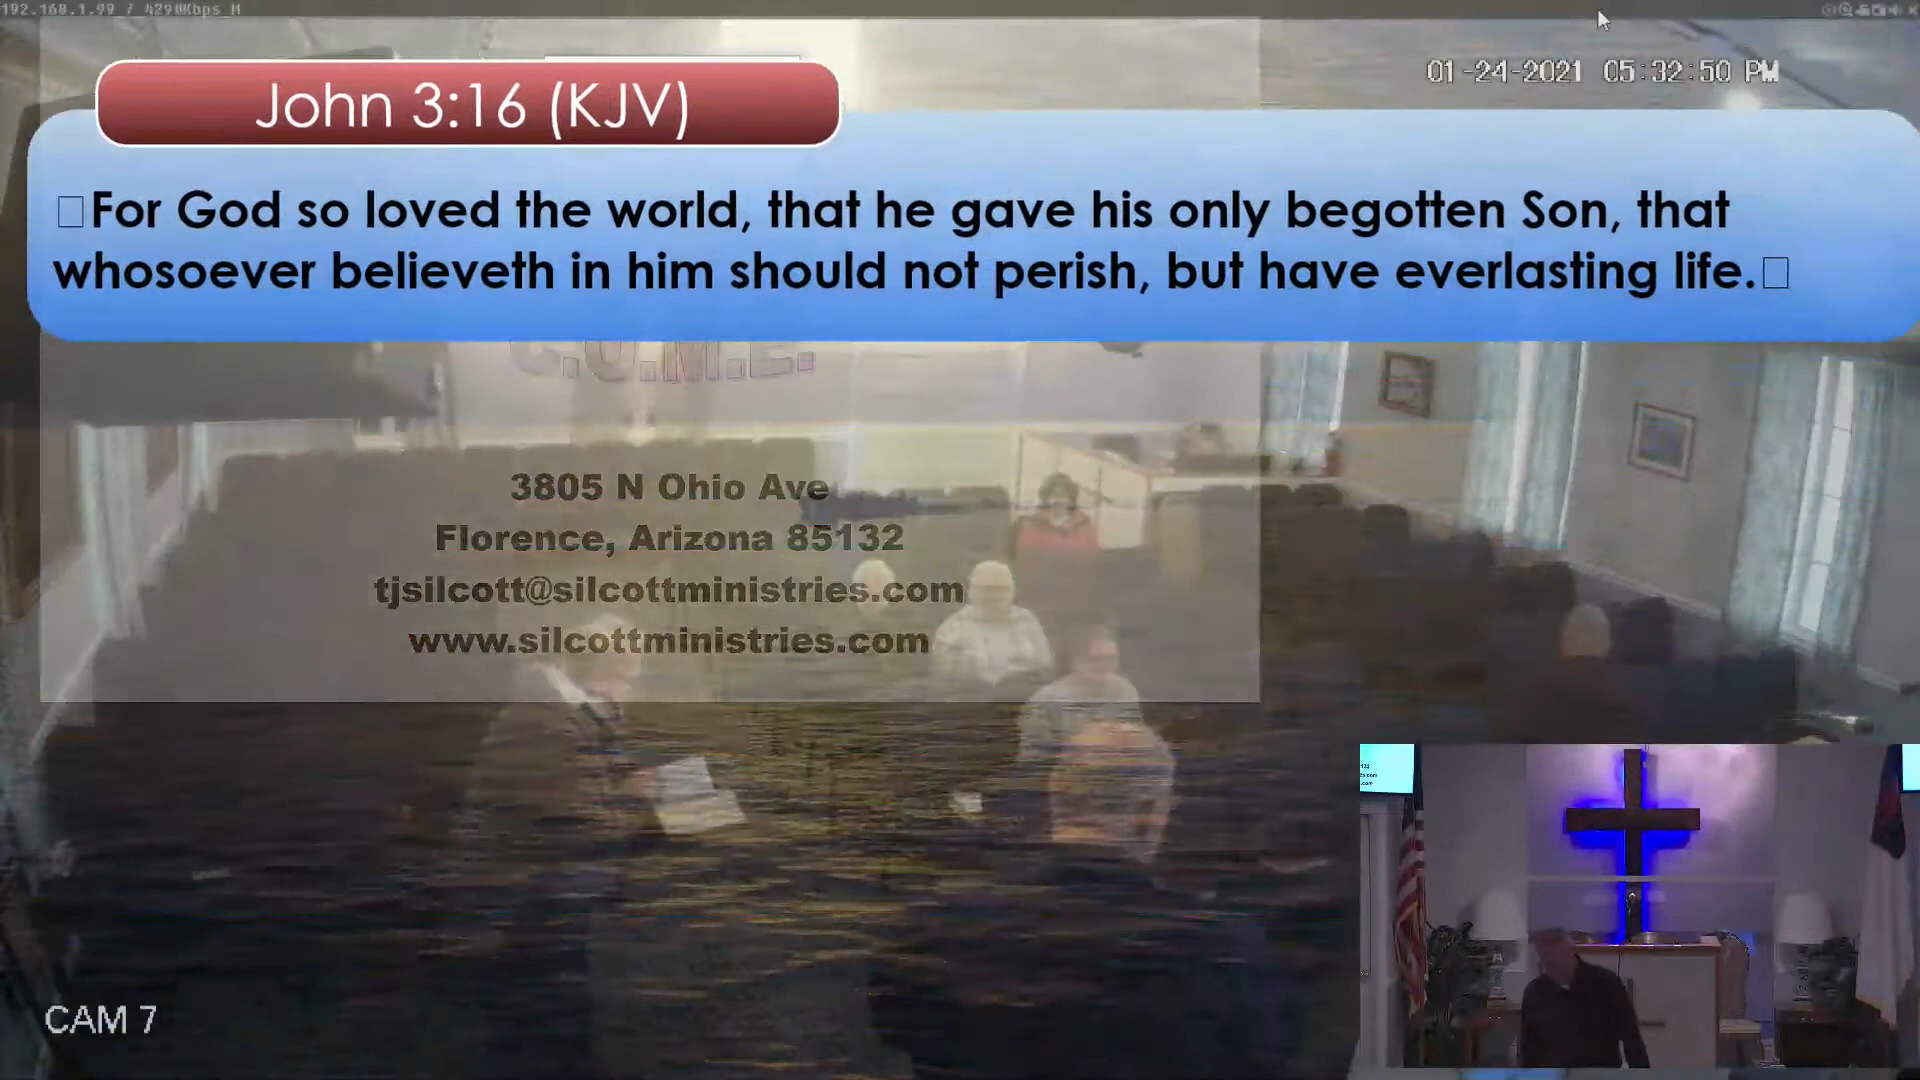 192.168.1.99 / 4290Kbps_M
01-24-2021 05:32:50 PM
John 3:16 (KJV)
□For God so loved the world, that he gave his only begotten Son, that
whosoever believeth in him should not perish, but have everlasting life.□
C.O.M.E.
3805 N Ohio Ave
Florence, Arizona 85132
tjsilcott@silcottministries.com
www.silcottministries.com
CAM 7